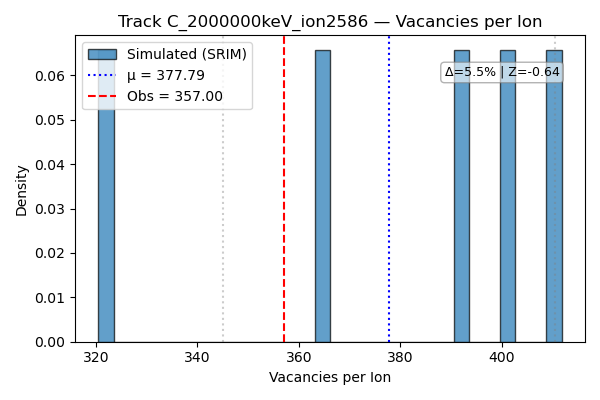 Track C_2000000keV_ion2586 — Vacancies per Ion
Simulated (SRIM)
μ = 377.79
Obs = 357.00
Δ=5.5% | Z=-0.64
0.06
0.05
0.04
0.03
0.02
0.01
0.00
Density
320
340
360
380
400
Vacancies per Ion